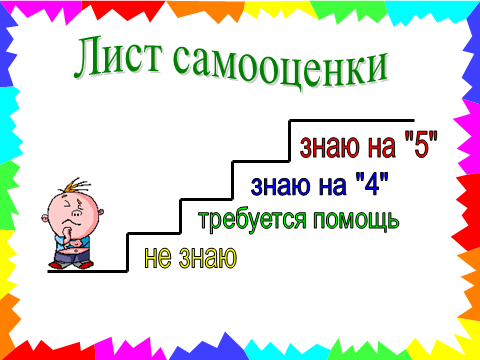 Лист самооценки
знаю на "5"
знаю на "4"
требуется помощь
не знаю